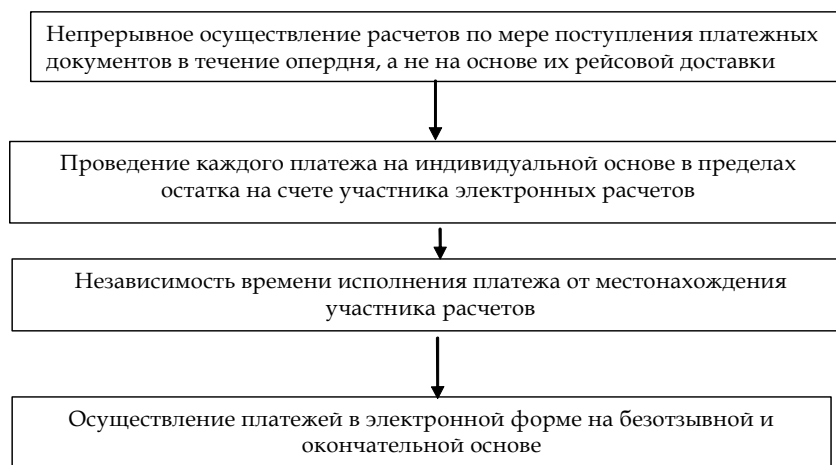 Непрерывное осуществление расчетов по мере поступления платежных
документов в течение опердня, а не на основе их рейсовой доставки
Проведение каждого платежа на индивидуальной основе в пределах
остатка на счете участника электронных расчетов
Независимость времени исполнения платежа от местонахождения
участника расчетов
Осуществление платежей в электронной форме на безотзывной и
окончательной основе